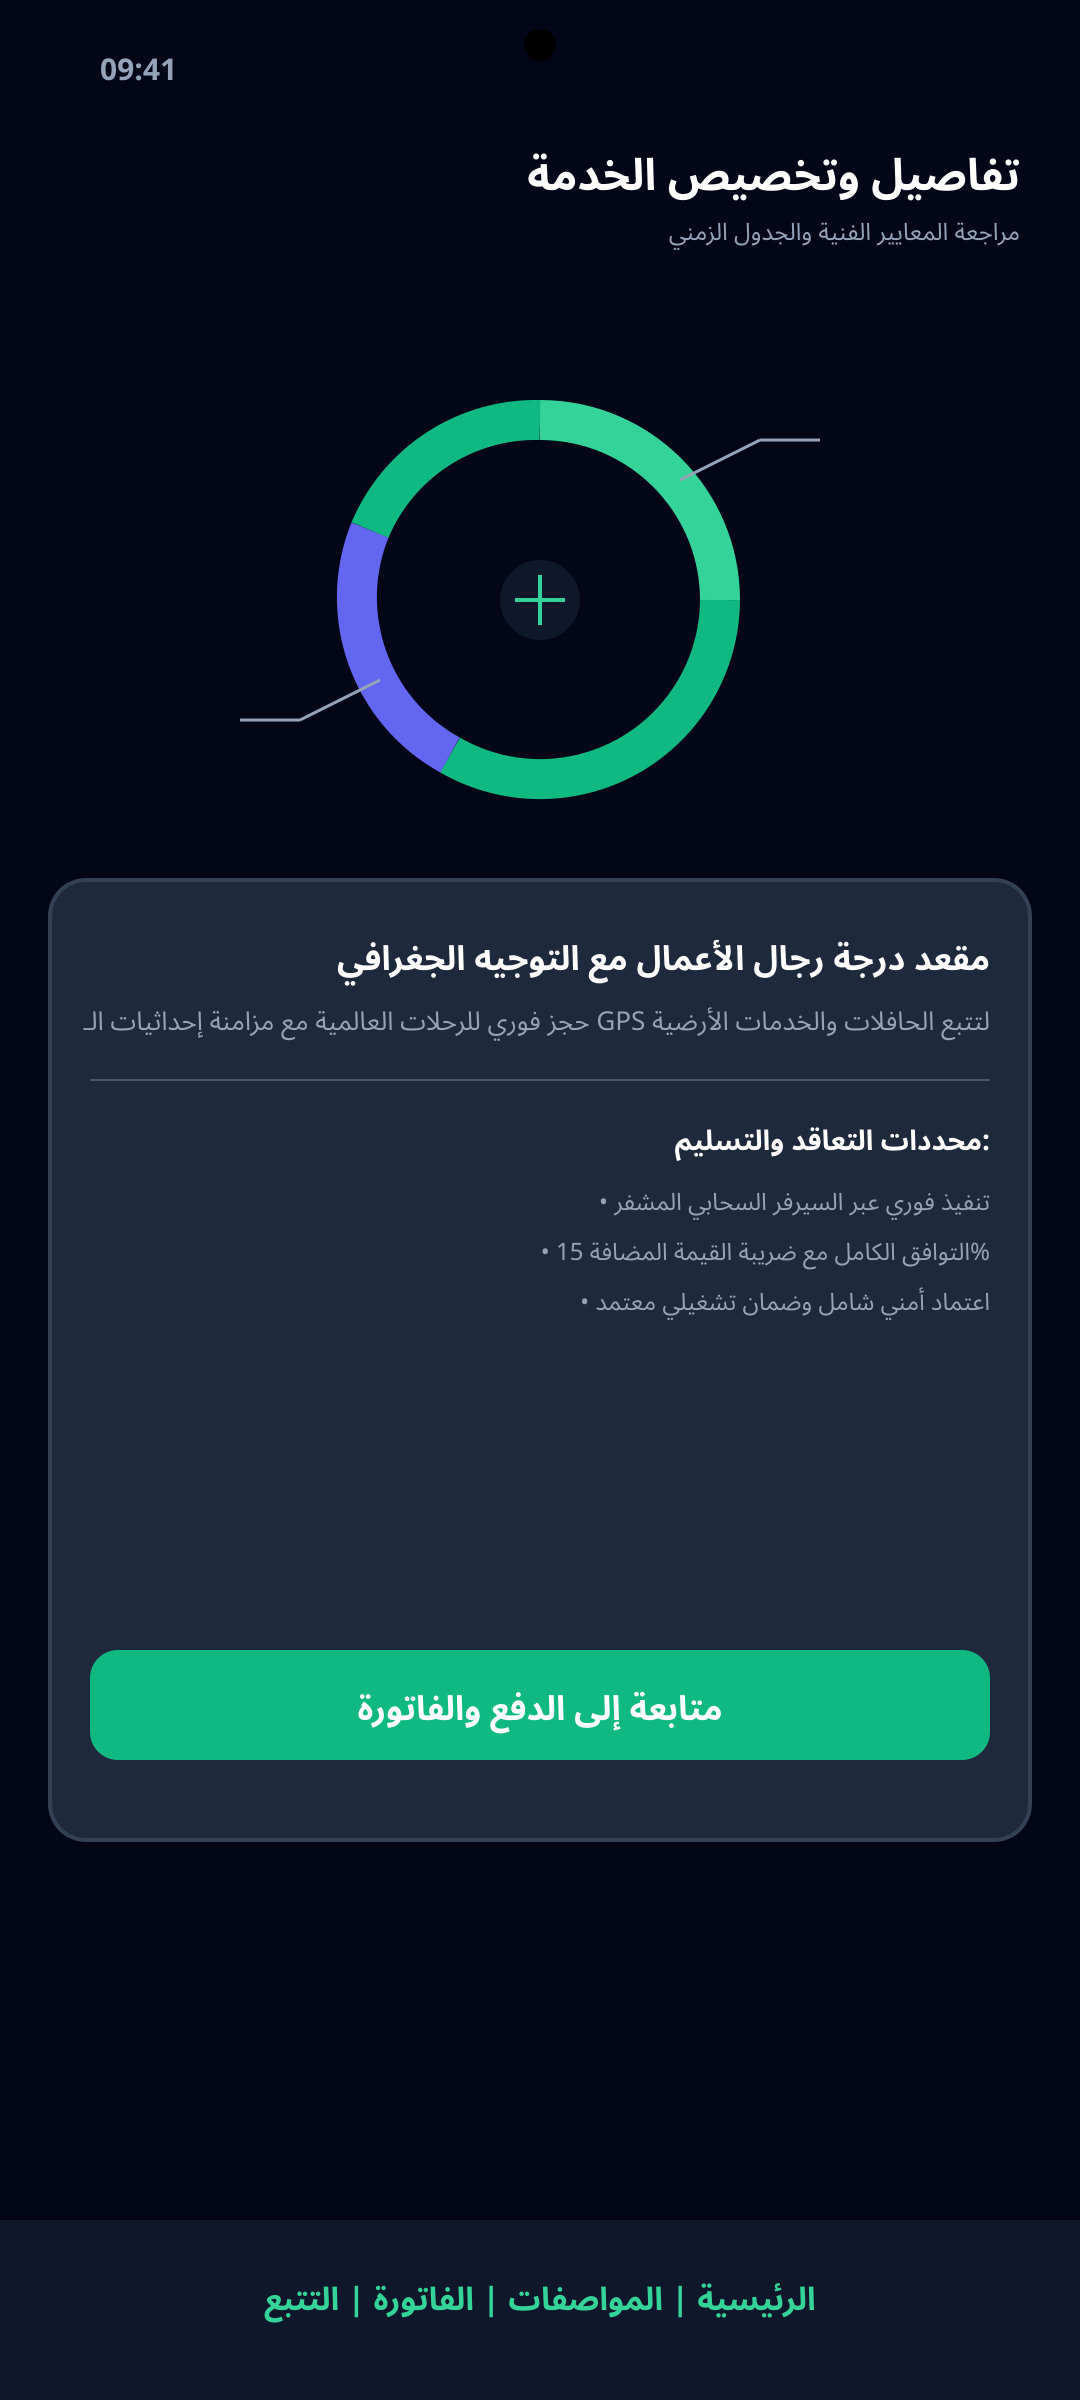 09:41
تفاصيل وتخصيص الخدمة
مراجعة المعايير الفنية والجدول الزمني
مقعد درجة رجال الأعمال مع التوجيه الجغرافي
لتتبع الحافلات والخدمات الأرضية GPS حجز فوري للرحلات العالمية مع مزامنة إحداثيات الـ
:محددات التعاقد والتسليم
تنفيذ فوري عبر السيرفر السحابي المشفر •
%التوافق الكامل مع ضريبة القيمة المضافة 15 •
اعتماد أمني شامل وضمان تشغيلي معتمد •
متابعة إلى الدفع والفاتورة
الرئيسية | المواصفات | الفاتورة | التتبع